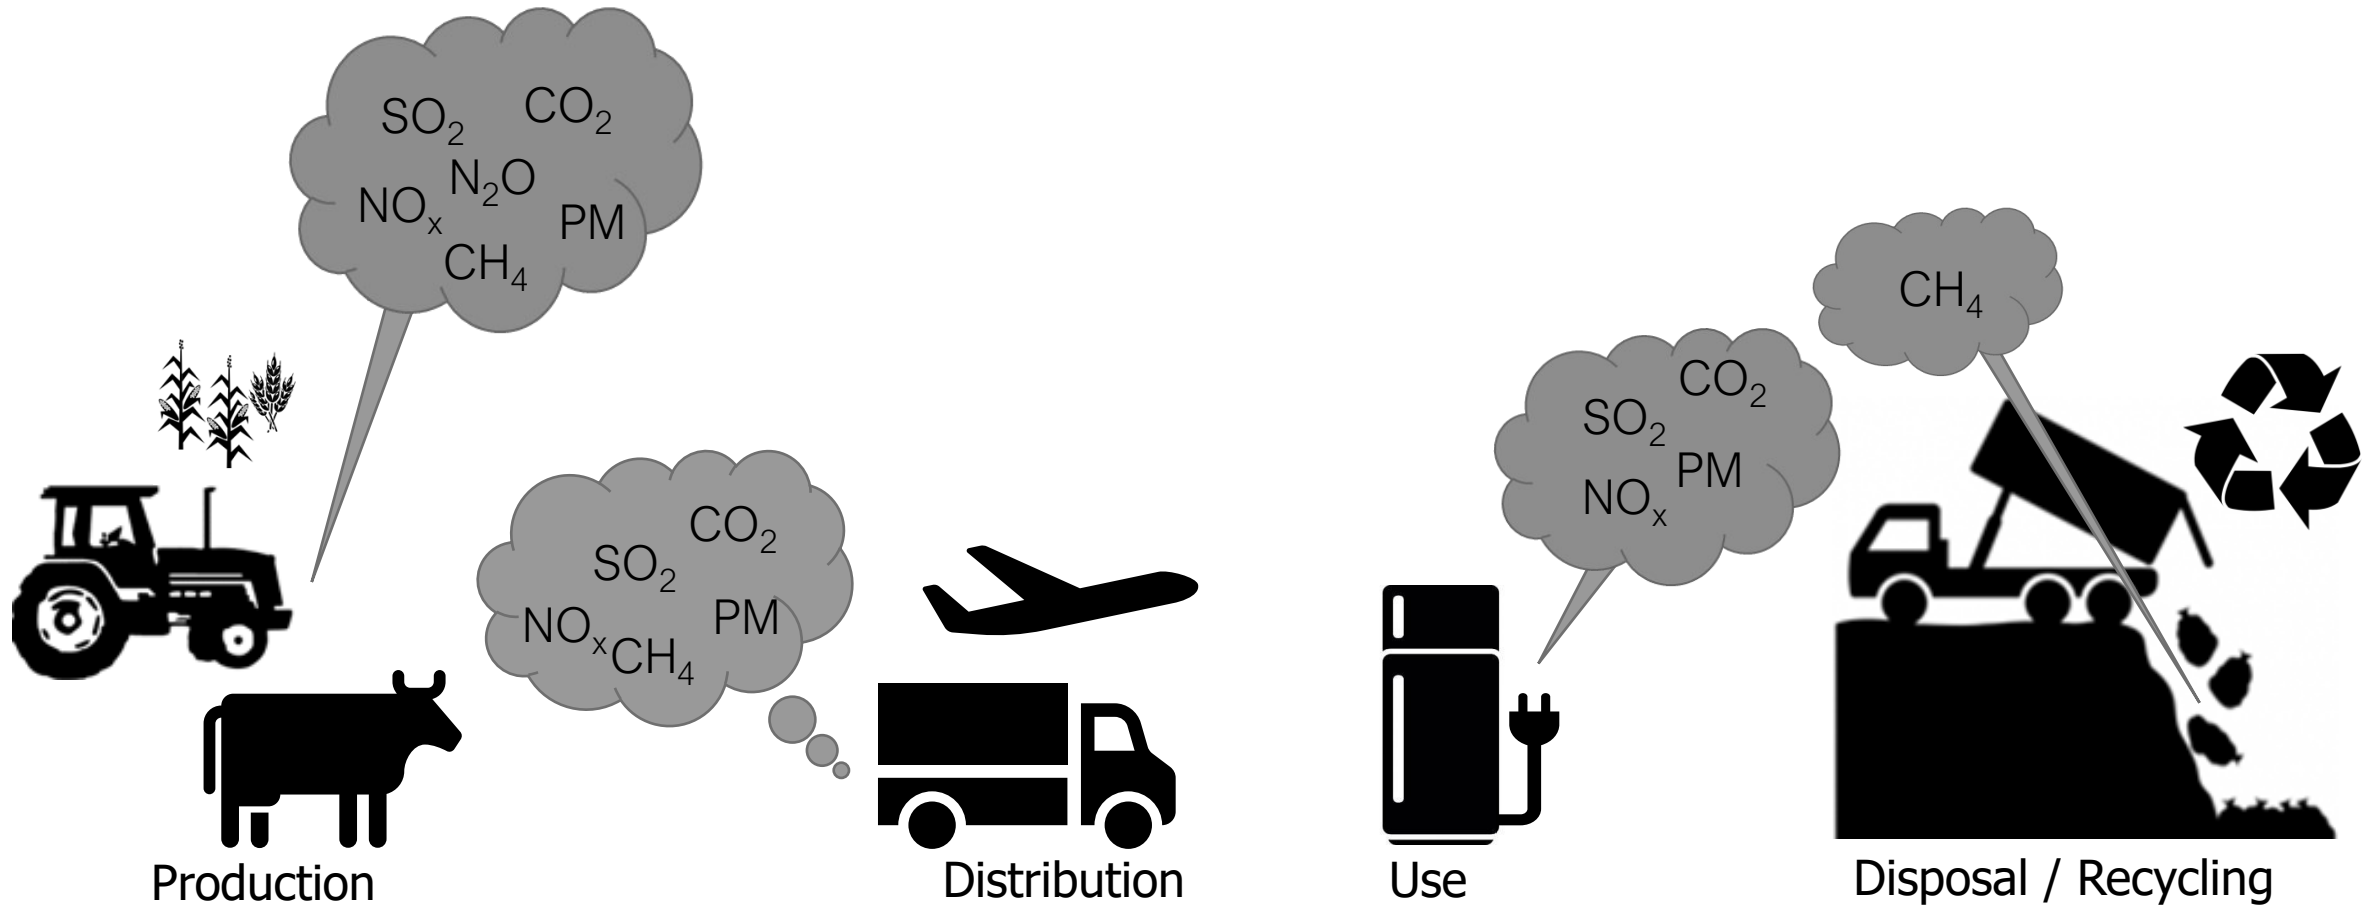 SO₂
CO₂
N₂O
NOₓ
PM
CH₄
CO₂
SO₂
NOₓ
PM
CH₄
CO₂
SO₂
PM
NOₓ
CH₄
Production
Distribution
Use
Disposal / Recycling